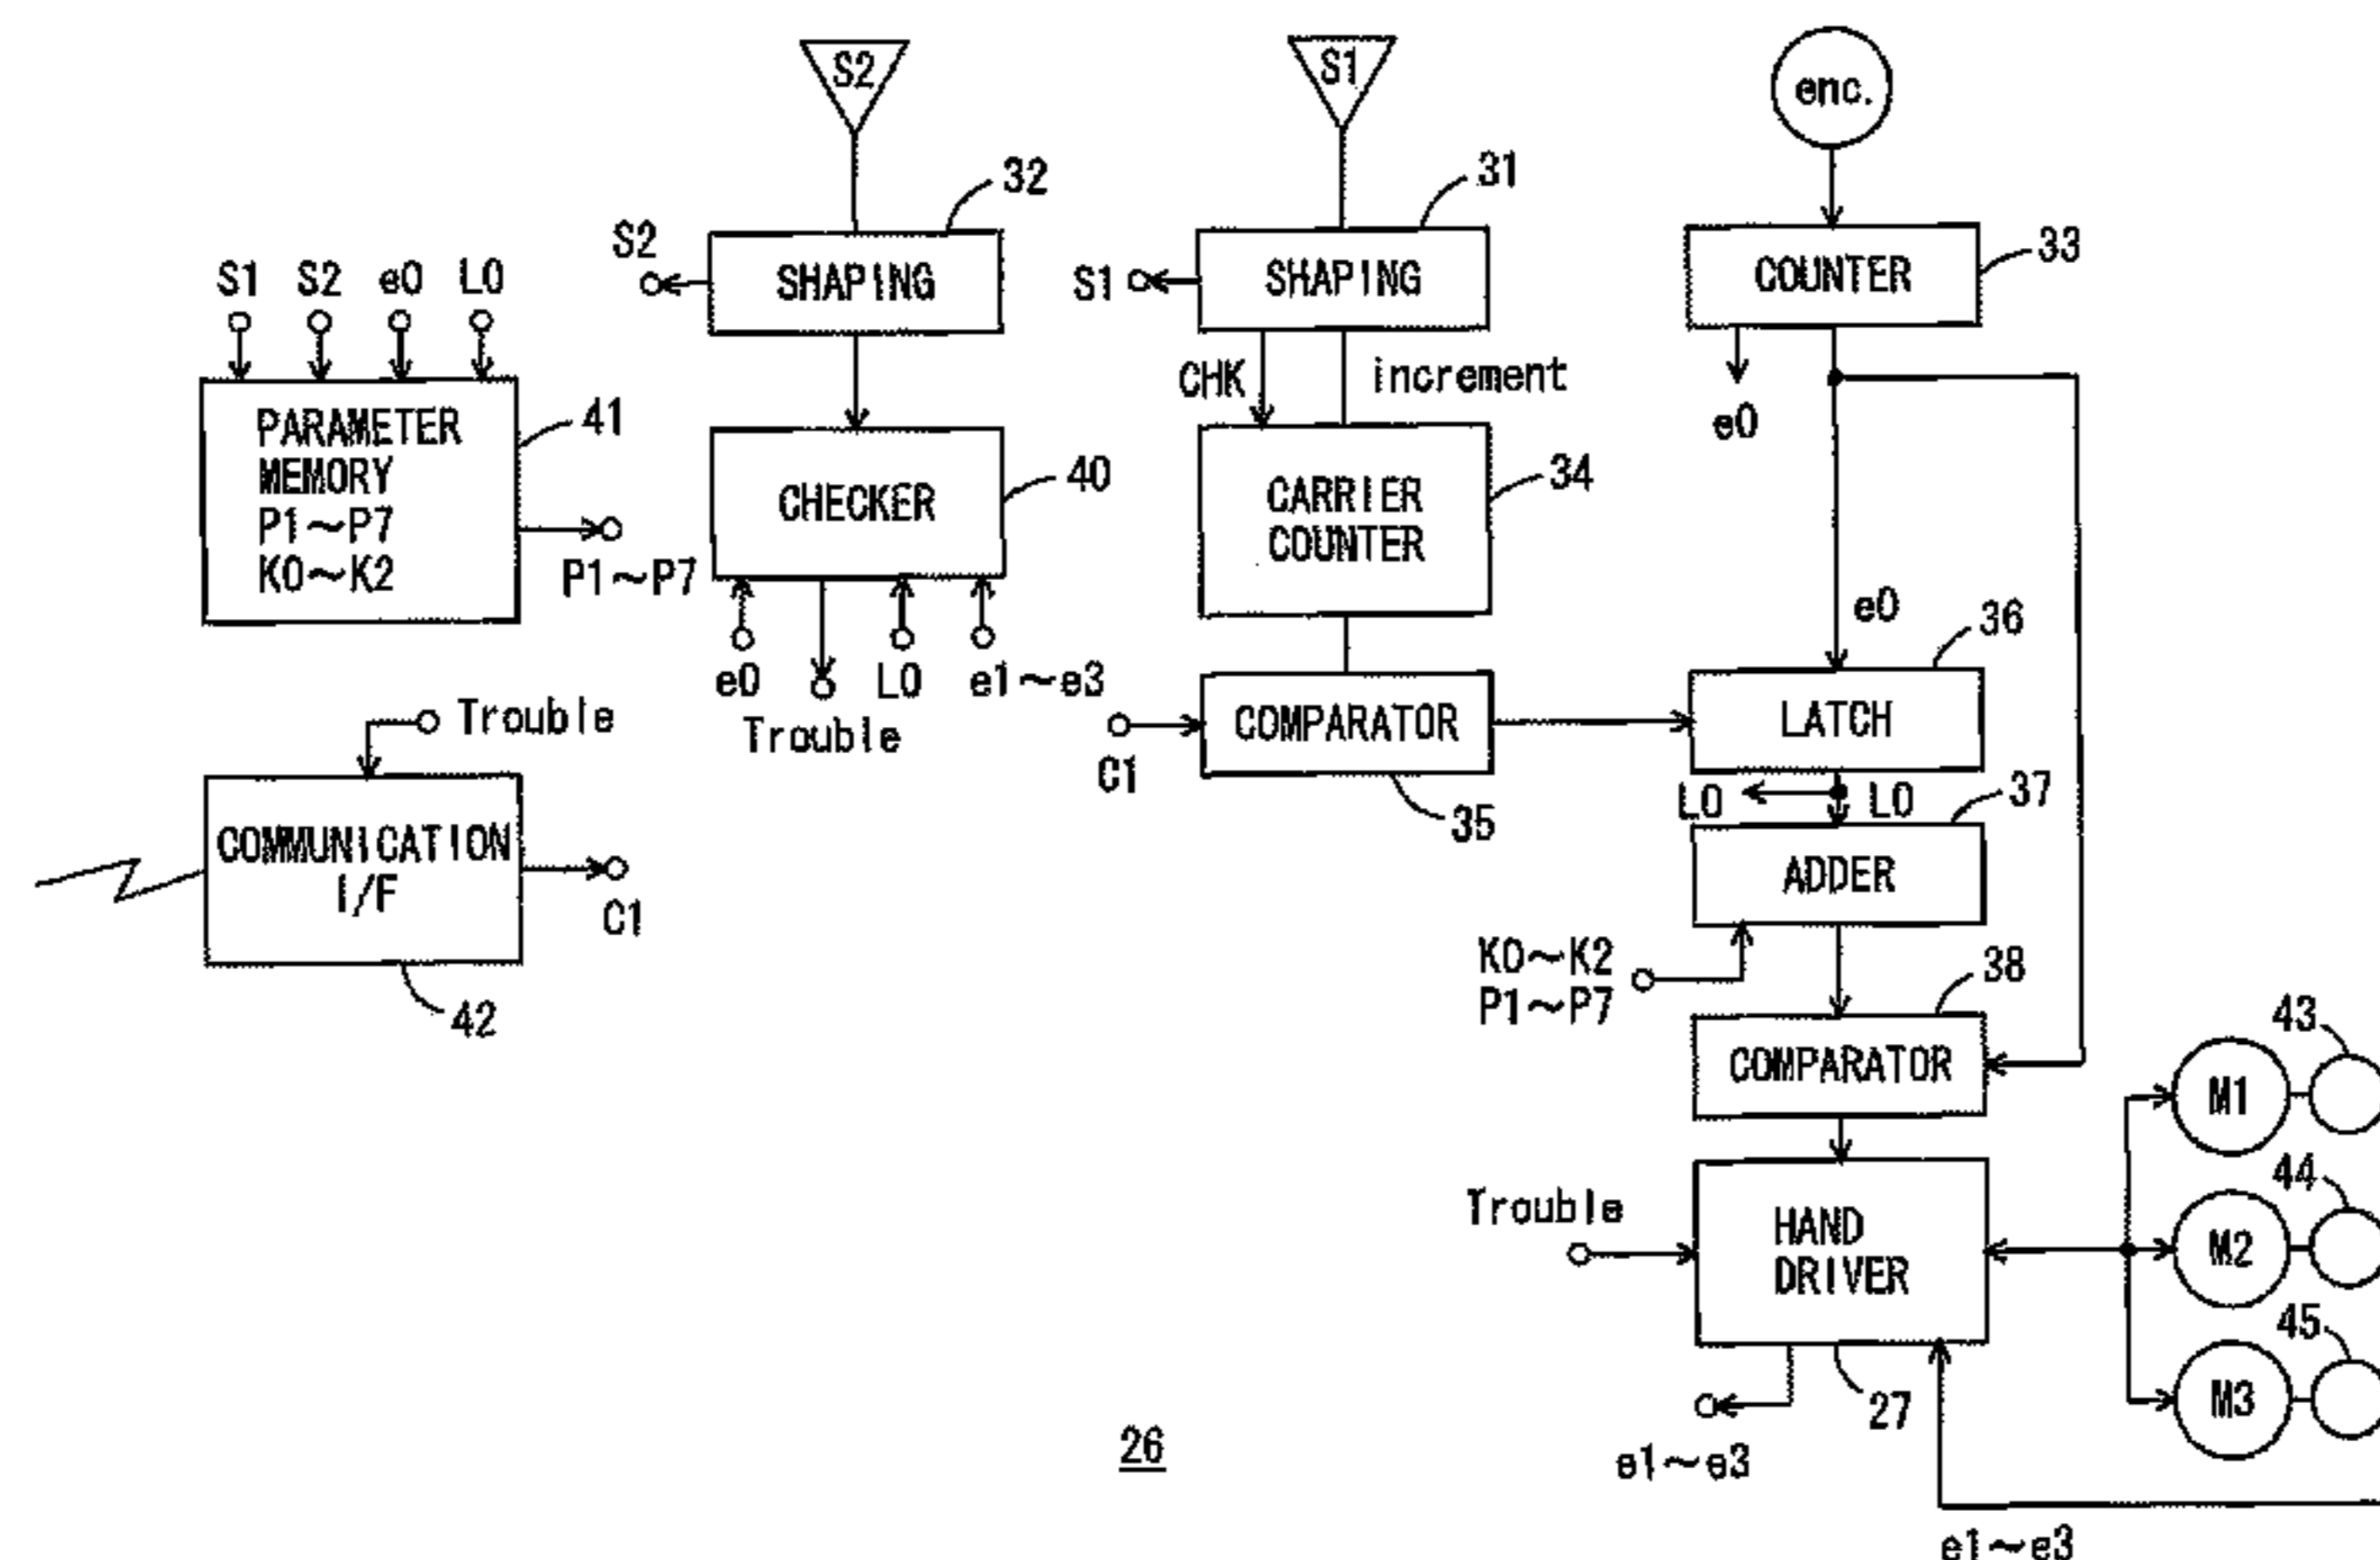 S2
S1
enc.
32
31
33
S2
SHAPING
S1
SHAPING
COUNTER
S1 S2 e0 L0
CHK
increment
e0
PARAMETER
MEMORY
P1~P7
K0~K2
41
P1~P7
CHECKER
40
CARRIER
COUNTER
34
e0
36
e0
Trouble
L0
e1~e3
C1
COMPARATOR
35
LATCH
L0
L0
37
Trouble
COMMUNICATION
I/F
C1
42
ADDER
K0~K2
P1~P7
38
COMPARATOR
43
M1
Trouble
HAND
DRIVER
44
M2
45
M3
27
e1~e3
26
e1~e3